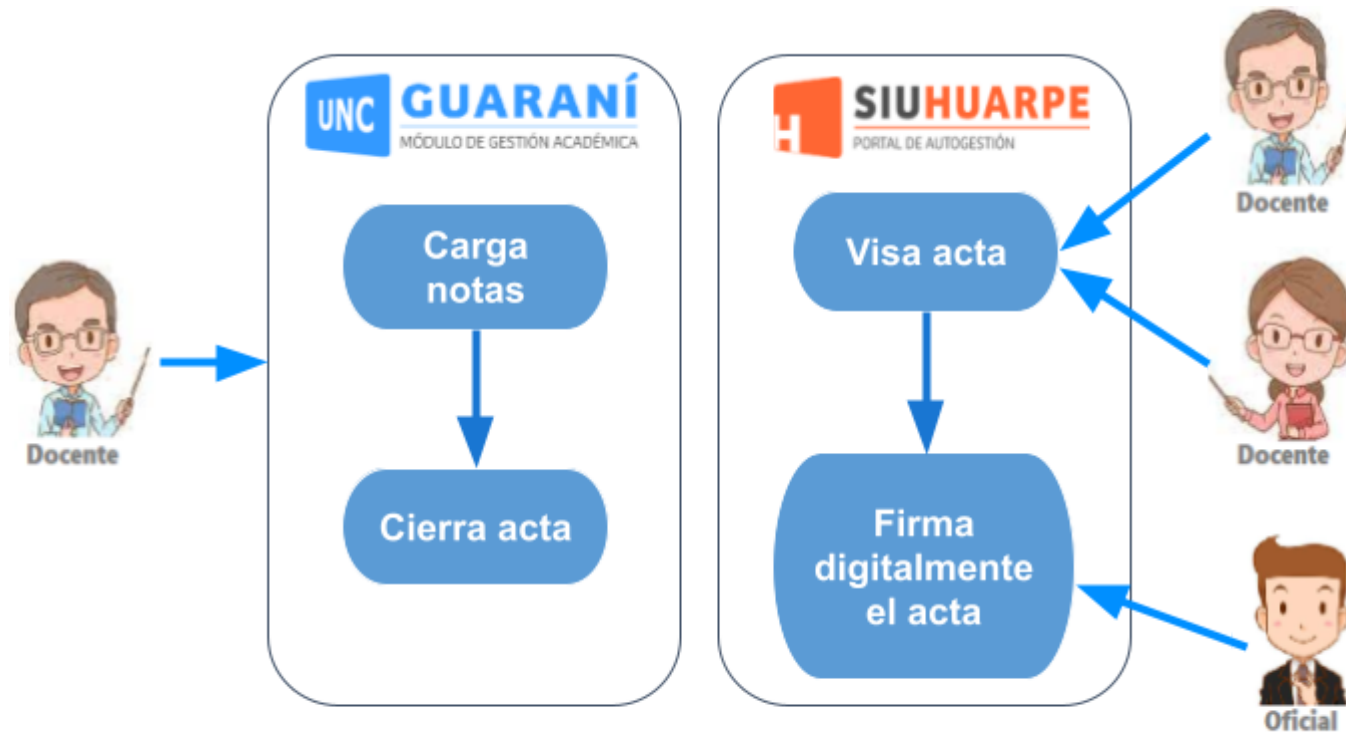 UNC
GUARANÍ
MÓDULO DE GESTIÓN ACADÉMICA
Carga
notas
Cierra acta
Docente
H
SIUHUARPE
PORTAL DE AUTOGESTIÓN
Visa acta
Firma
digitalmente
el acta
Docente
Docente
Oficial